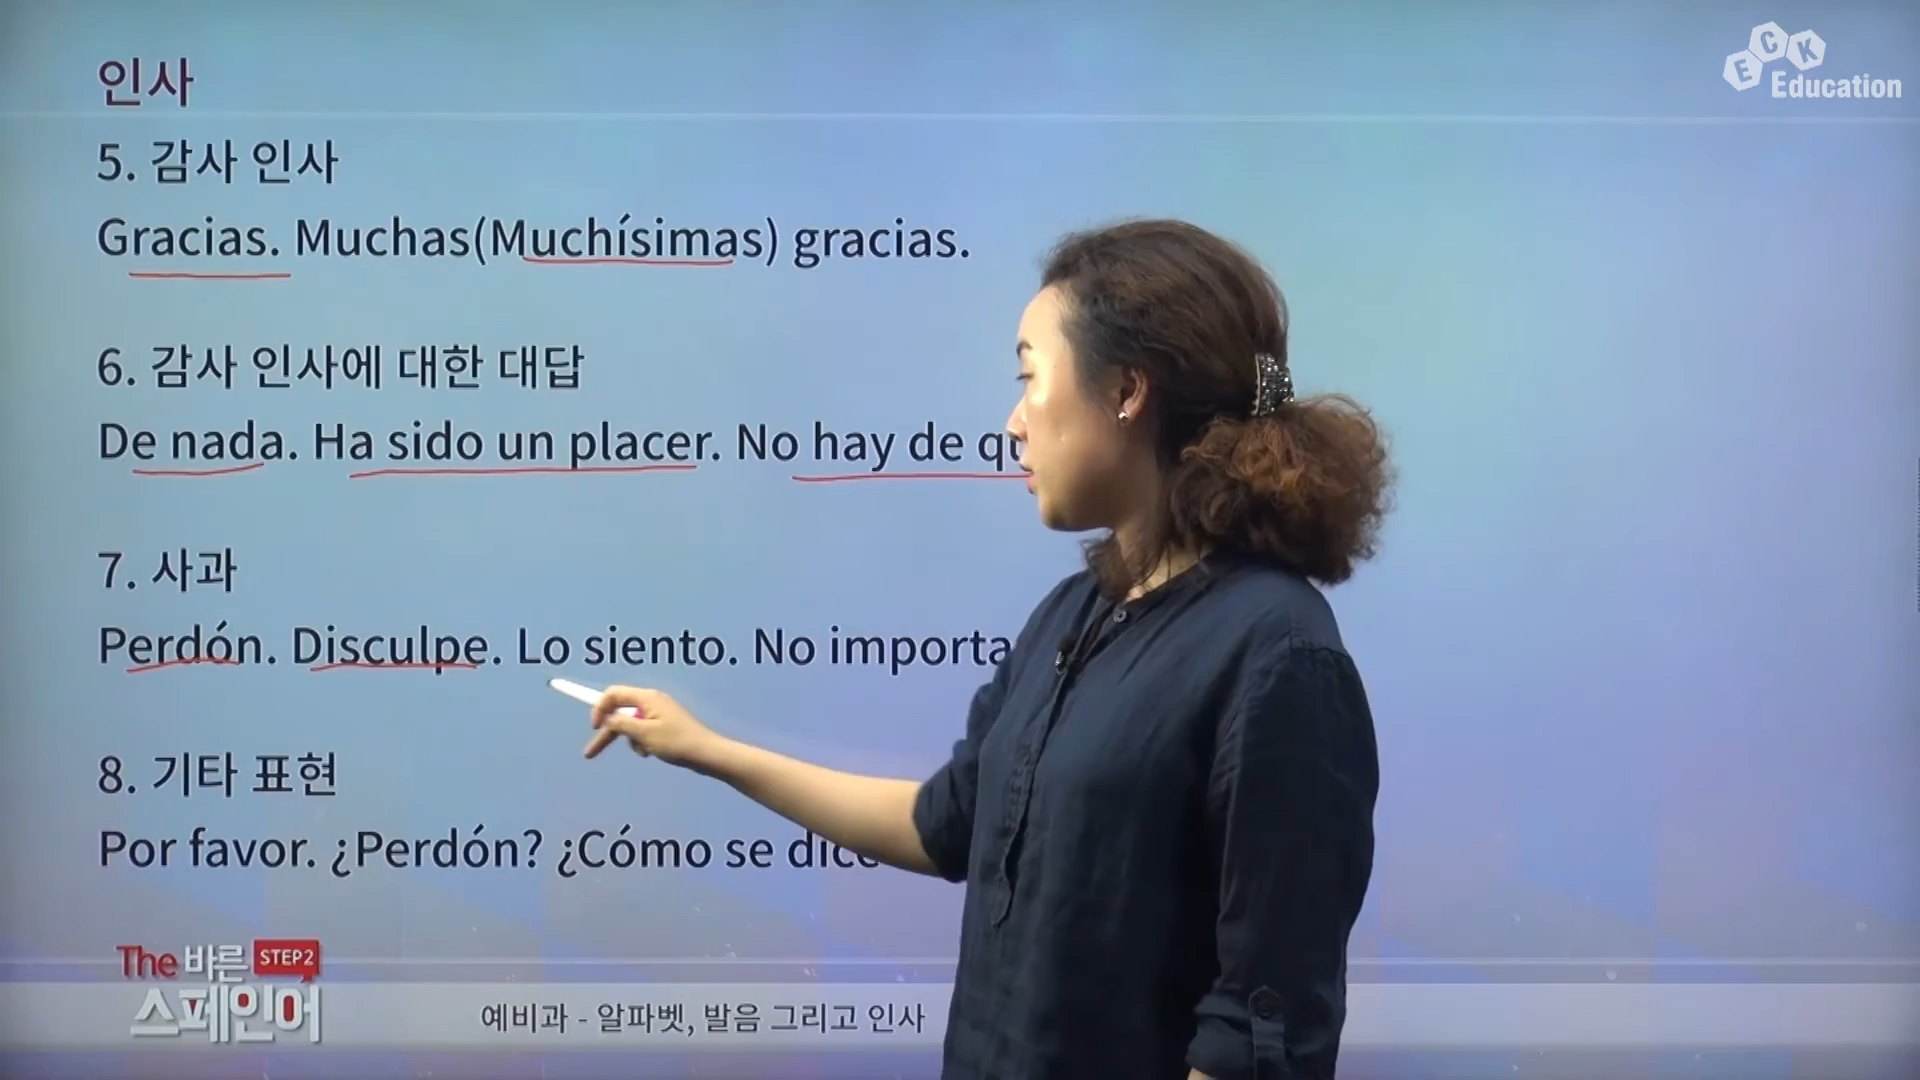 인사
ECK Education
5. 감사 인사
Gracias. Muchas(Muchísimas) gracias.
6. 감사 인사에 대한 대답
De nada. Ha sido un placer. No hay de
7. 사과
Perdón. Disculpe. Lo siento. No importa
8. 기타 표현
Por favor. ¿Perdón? ¿Cómo se dice
The 바른 STEP2
스페인어
예비과 - 알파벳, 발음 그리고 인사